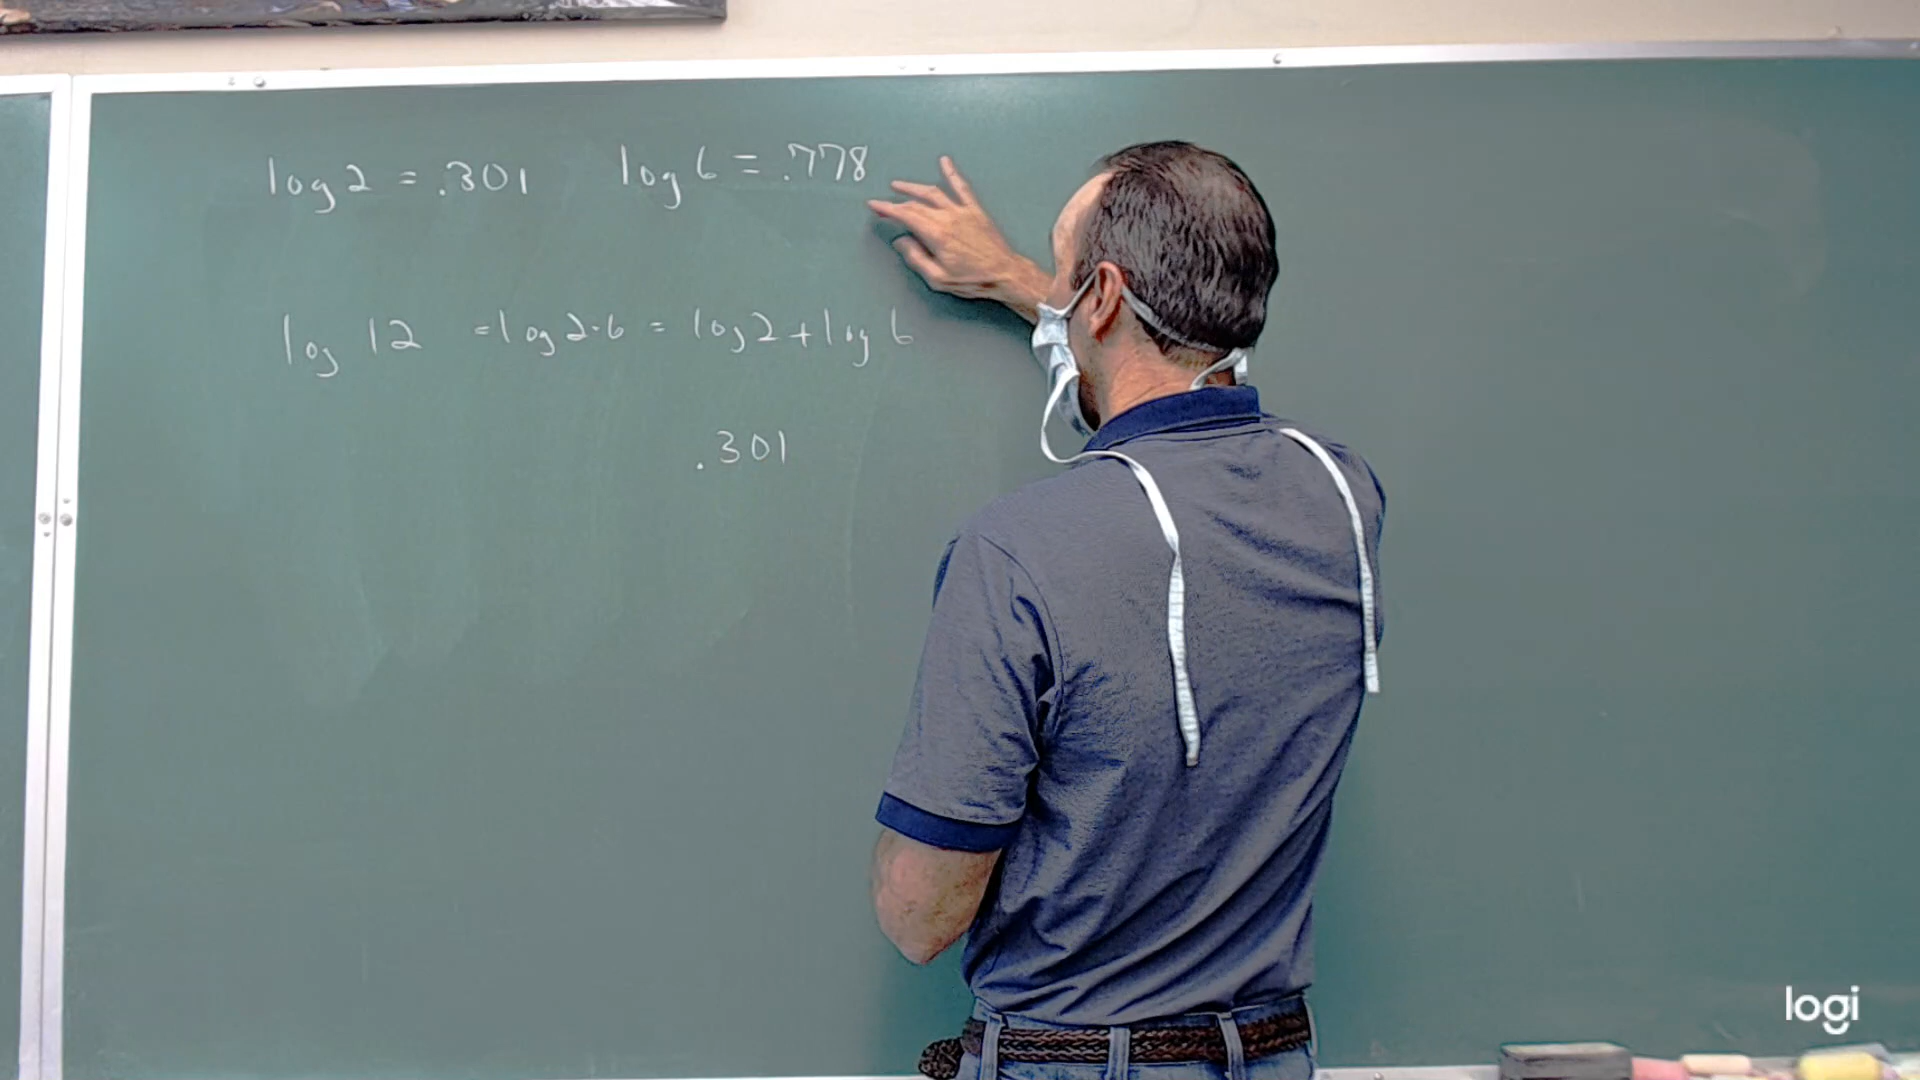 log 2 = .301 log 6 = .778
log 12 = log 2·6 = log 2 + log 6
.301
logi